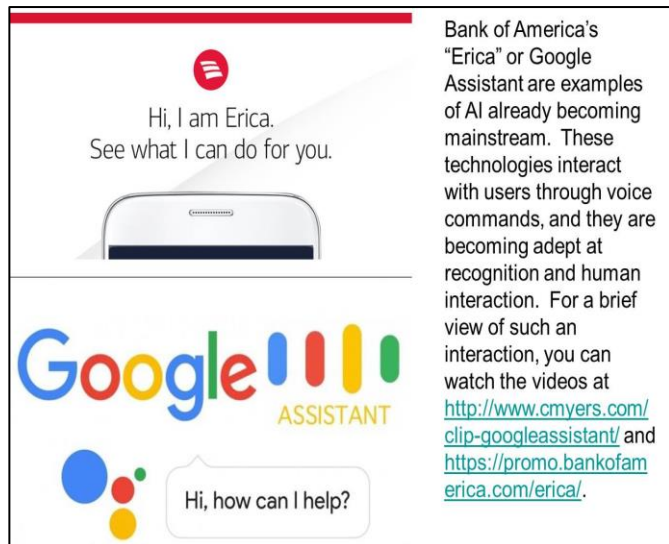 Hi, I am Erica.
See what I can do for you.
Google
ASSISTANT
Hi, how can I help?
Bank of America’s
“Erica” or Google
Assistant are examples
of AI already becoming
mainstream.  These
technologies interact
with users through voice
commands, and they are
becoming adept at
recognition and human
interaction.  For a brief
view of such an
interaction, you can
watch the videos at
http://www.cmyers.com/
clip-googleassistant/ and
https://promo.bankofam
erica.com/erica/.